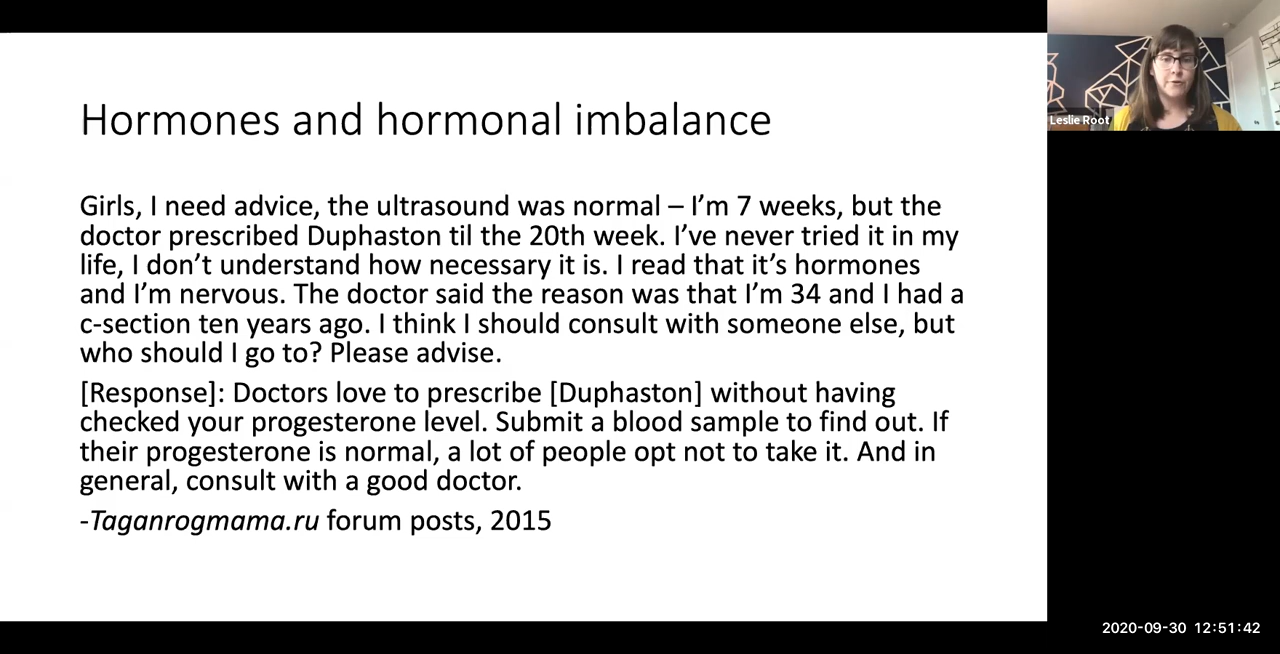 Hormones and hormonal imbalance
Girls, I need advice, the ultrasound was normal – I’m 7 weeks, but the
doctor prescribed Duphaston til the 20th week. I’ve never tried it in my
life, I don’t understand how necessary it is. I read that it’s hormones
and I’m nervous. The doctor said the reason was that I’m 34 and I had a
c-section ten years ago. I think I should consult with someone else, but
who should I go to? Please advise.
[Response]: Doctors love to prescribe [Duphaston] without having
checked your progesterone level. Submit a blood sample to find out. If
their progesterone is normal, a lot of people opt not to take it. And in
general, consult with a good doctor.
-Taganrogmama.ru forum posts, 2015
Leslie Root
2020-09-30 12:51:42